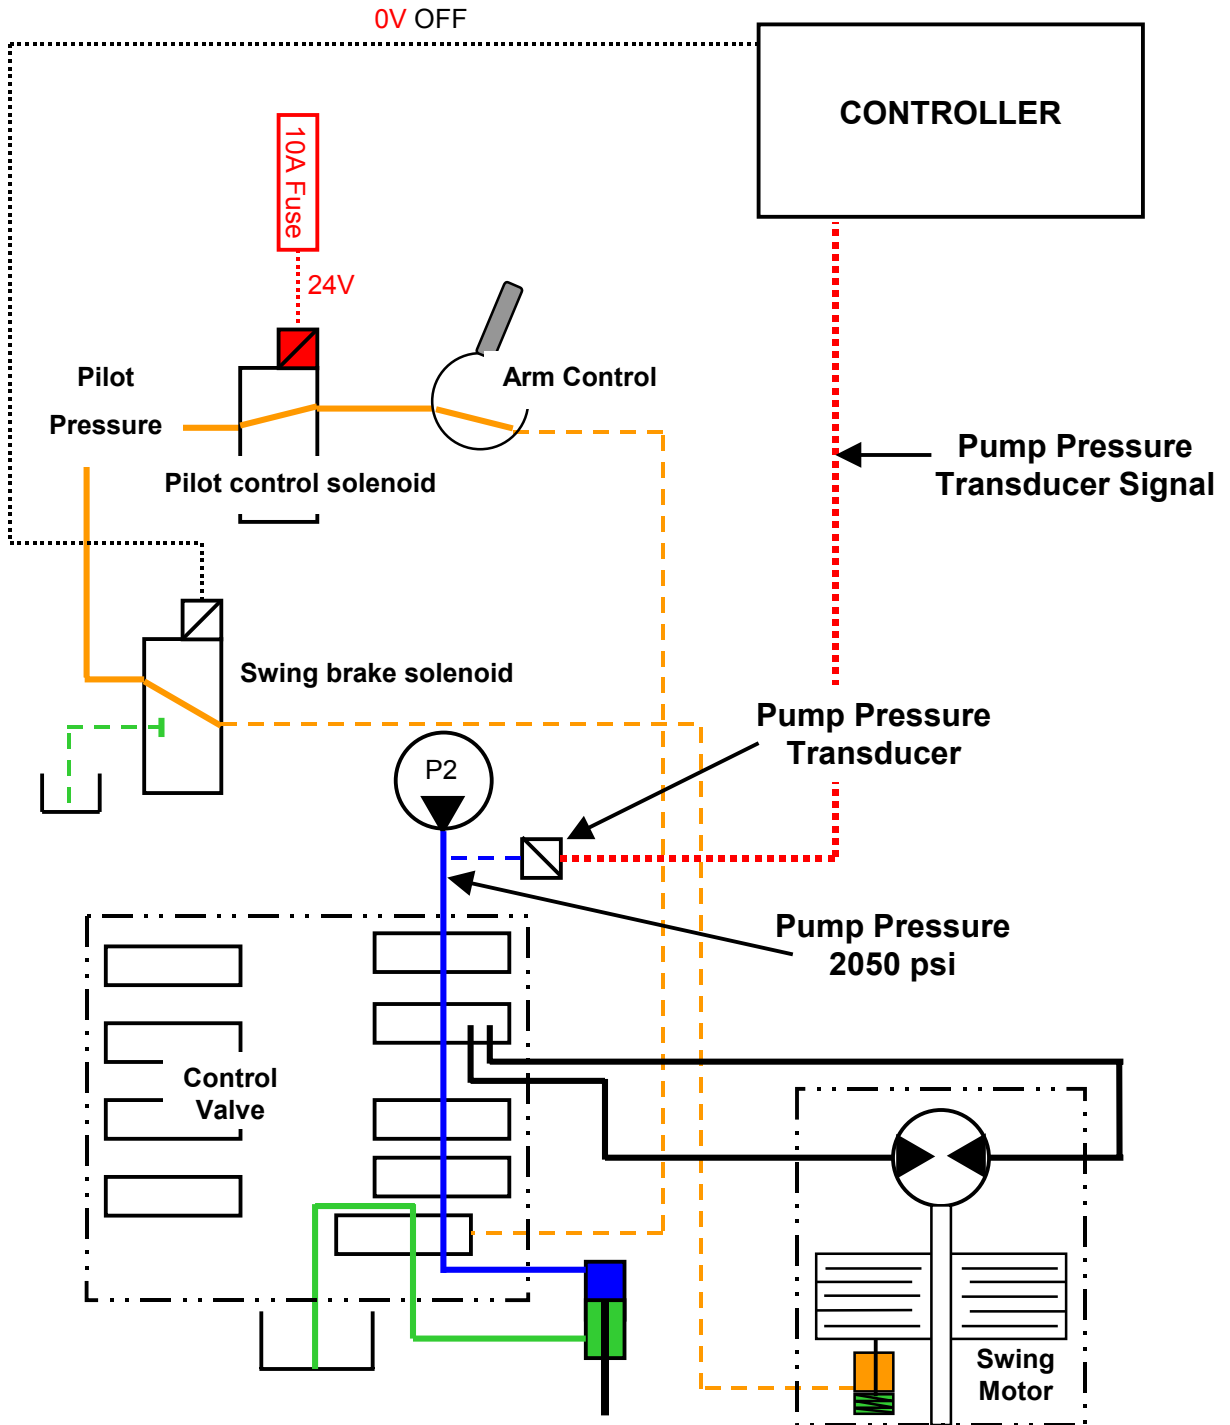 0V OFF
CONTROLLER
10A Fuse
24V
Pilot
Pressure
Arm Control
Pilot control solenoid
Pump Pressure
Transducer Signal
Swing brake solenoid
Pump Pressure
Transducer
P2
Pump Pressure
2050 psi
Control
Valve
Swing
Motor